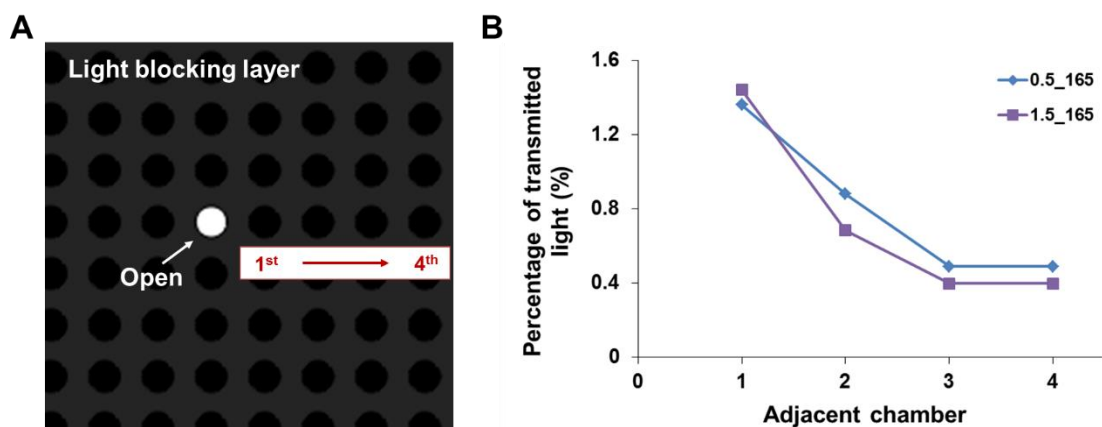 A
Light blocking layer
Open
1st 4th
B
Percentage of transmitted
light (%)
1.6
1.2
0.8
0.4
0
0 1 2 3 4
Adjacent chamber
0.5_165
1.5_165